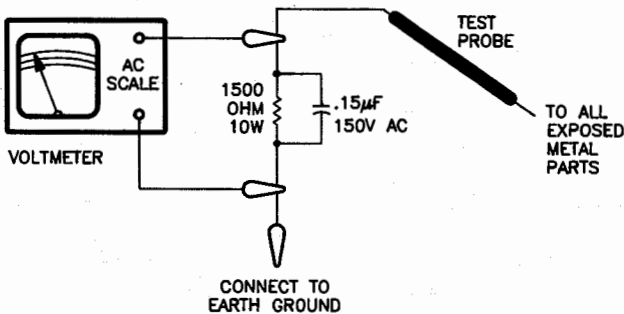 AC
SCALE
VOLTMETER
1500
OHM
10W
.15µF
150V AC
TEST
PROBE
TO ALL
EXPOSED
METAL
PARTS
CONNECT TO
EARTH GROUND